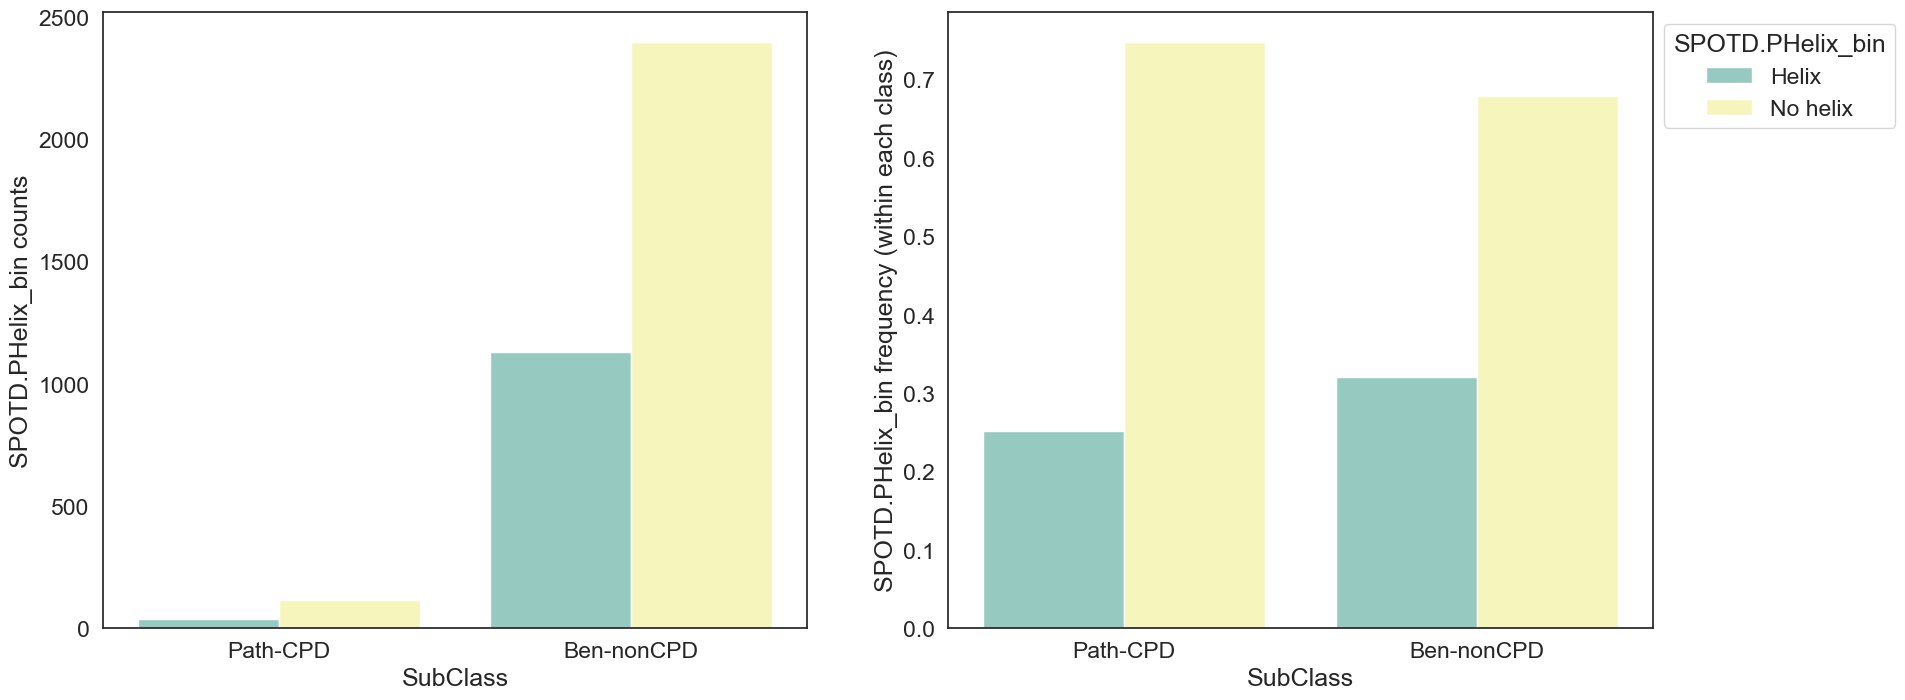 2500
2000
1500
1000
500
0
SPOTD.PHelix_bin counts
Path-CPD
Ben-nonCPD
SubClass
0.7
0.6
0.5
0.4
0.3
0.2
0.1
0.0
SPOTD.PHelix_bin frequency (within each class)
Path-CPD
Ben-nonCPD
SubClass
SPOTD.PHelix_bin
Helix
No helix